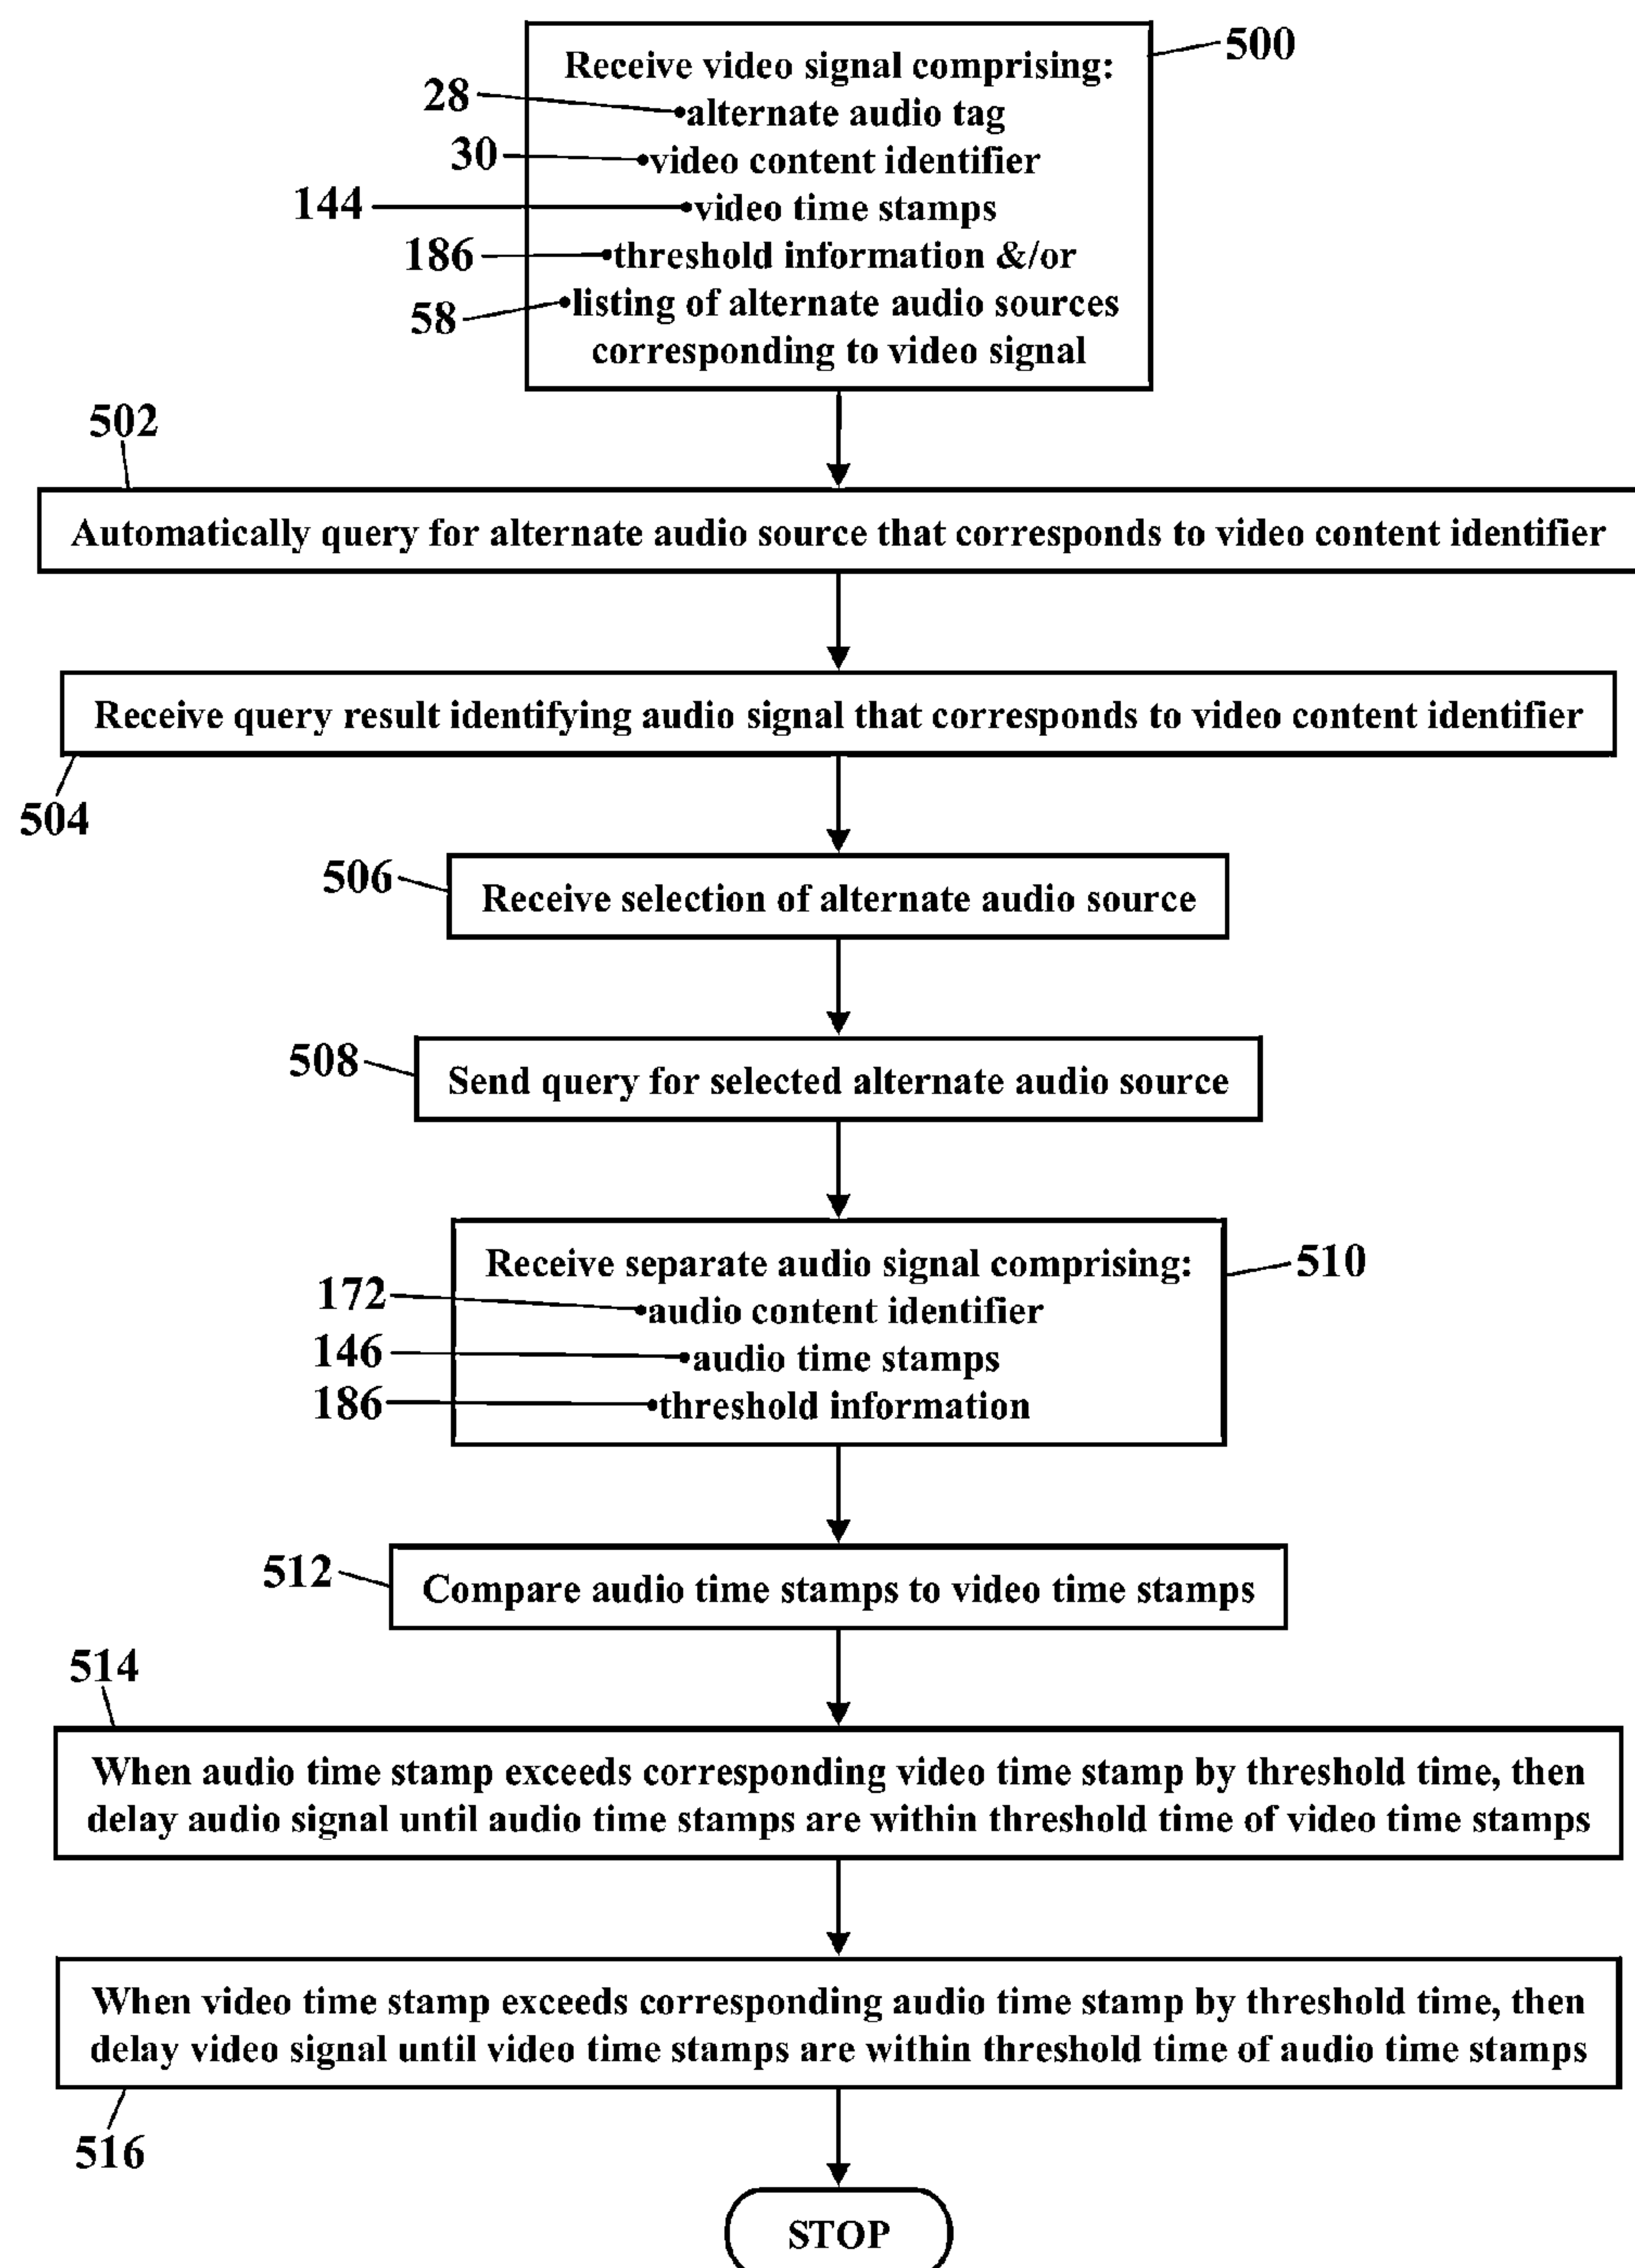 Receive video signal comprising:
500
28
•alternate audio tag
30
•video content identifier
144
•video time stamps
186
•threshold information &/or
58
•listing of alternate audio sources
corresponding to video signal
502
Automatically query for alternate audio source that corresponds to video content identifier
Receive query result identifying audio signal that corresponds to video content identifier
504
506
Receive selection of alternate audio source
508
Send query for selected alternate audio source
Receive separate audio signal comprising:
510
172
•audio content identifier
146
•audio time stamps
186
•threshold information
512
Compare audio time stamps to video time stamps
514
When audio time stamp exceeds corresponding video time stamp by threshold time, then
delay audio signal until audio time stamps are within threshold time of video time stamps
When video time stamp exceeds corresponding audio time stamp by threshold time, then
delay video signal until video time stamps are within threshold time of audio time stamps
516
STOP